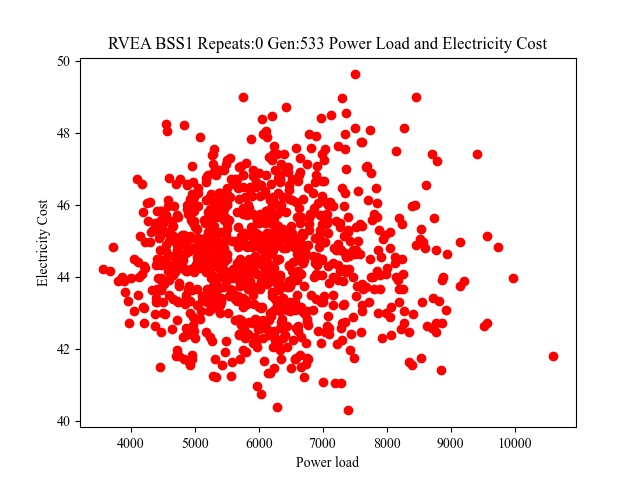 RVEA BSS1 Repeats:0 Gen:533 Power Load and Electricity Cost
50
48
46
44
42
40
Electricity Cost
4000 5000 6000 7000 8000 9000 10000
Power load